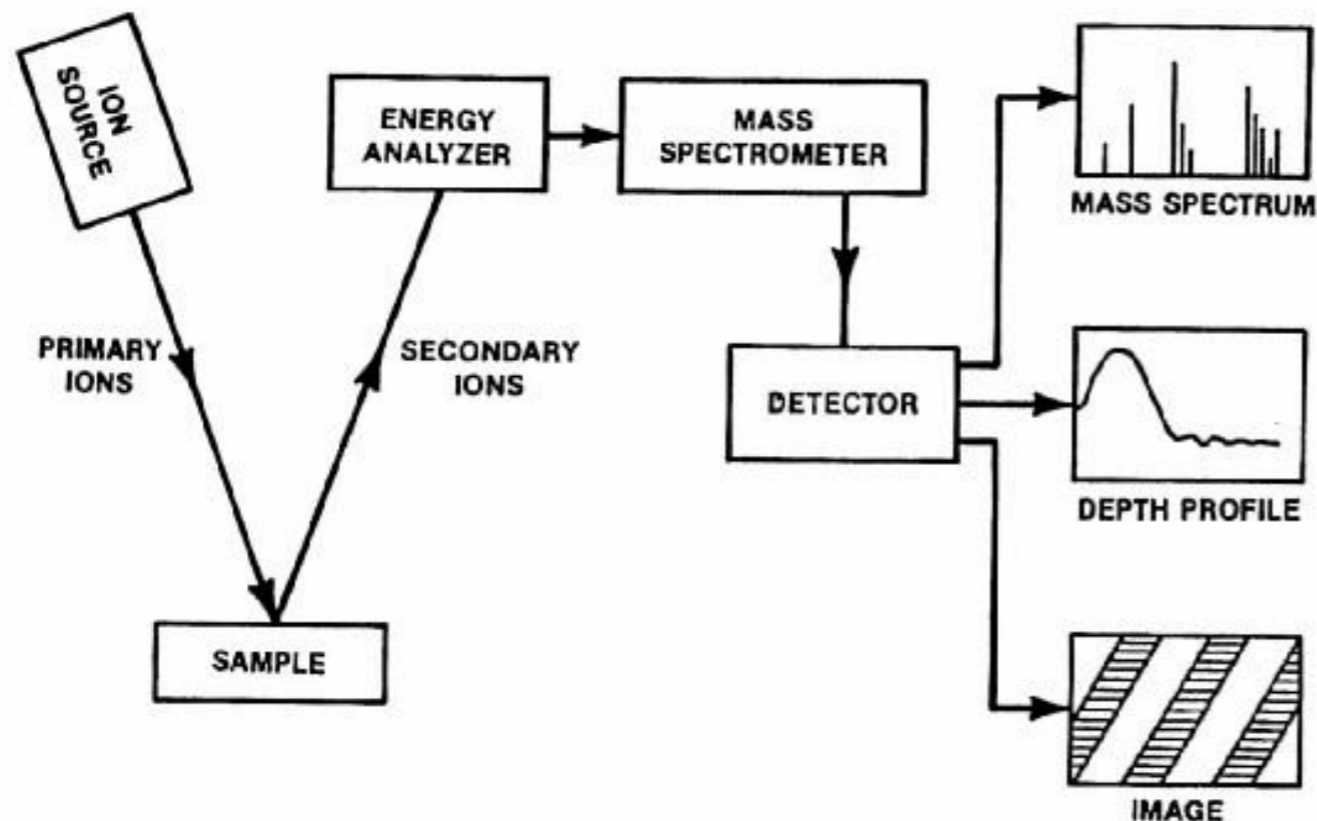 ION
SOURCE
ENERGY
ANALYZER
MASS
SPECTROMETER
MASS SPECTRUM
PRIMARY
IONS
SECONDARY
IONS
DETECTOR
DEPTH PROFILE
SAMPLE
IMAGE